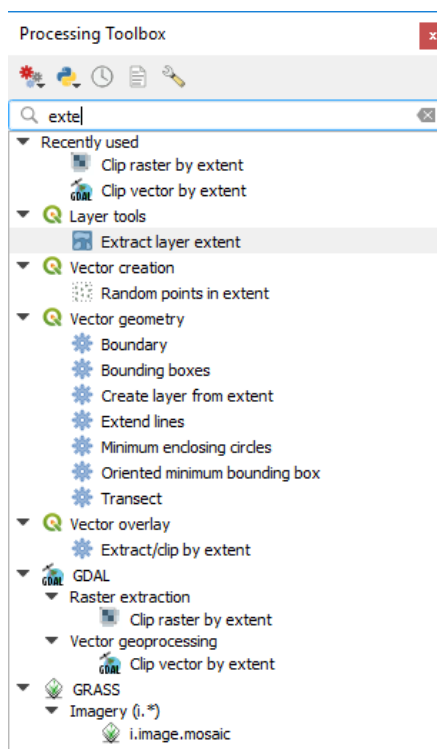 Processing Toolbox
x
exte
Recently used
Clip raster by extent
GDAL Clip vector by extent
Layer tools
Extract layer extent
Vector creation
Random points in extent
Vector geometry
Boundary
Bounding boxes
Create layer from extent
Extend lines
Minimum enclosing circles
Oriented minimum bounding box
Transect
Vector overlay
Extract/clip by extent
GDAL GDAL
Raster extraction
Clip raster by extent
Vector geoprocessing
GDAL Clip vector by extent
GRASS
Imagery (i.*)
i.image.mosaic